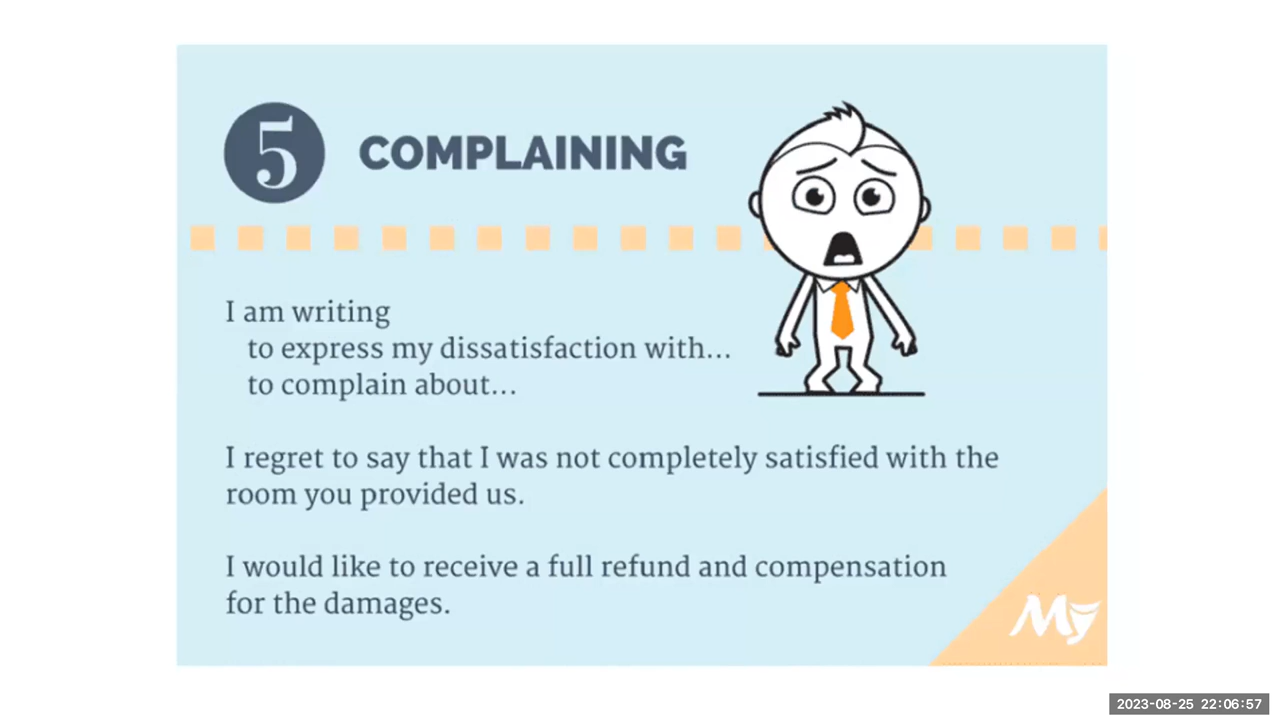 5 COMPLAINING
I am writing
to express my dissatisfaction with...
to complain about...
I regret to say that I was not completely satisfied with the
room you provided us.
I would like to receive a full refund and compensation
for the damages.
My
2023-08-25 22:06:57